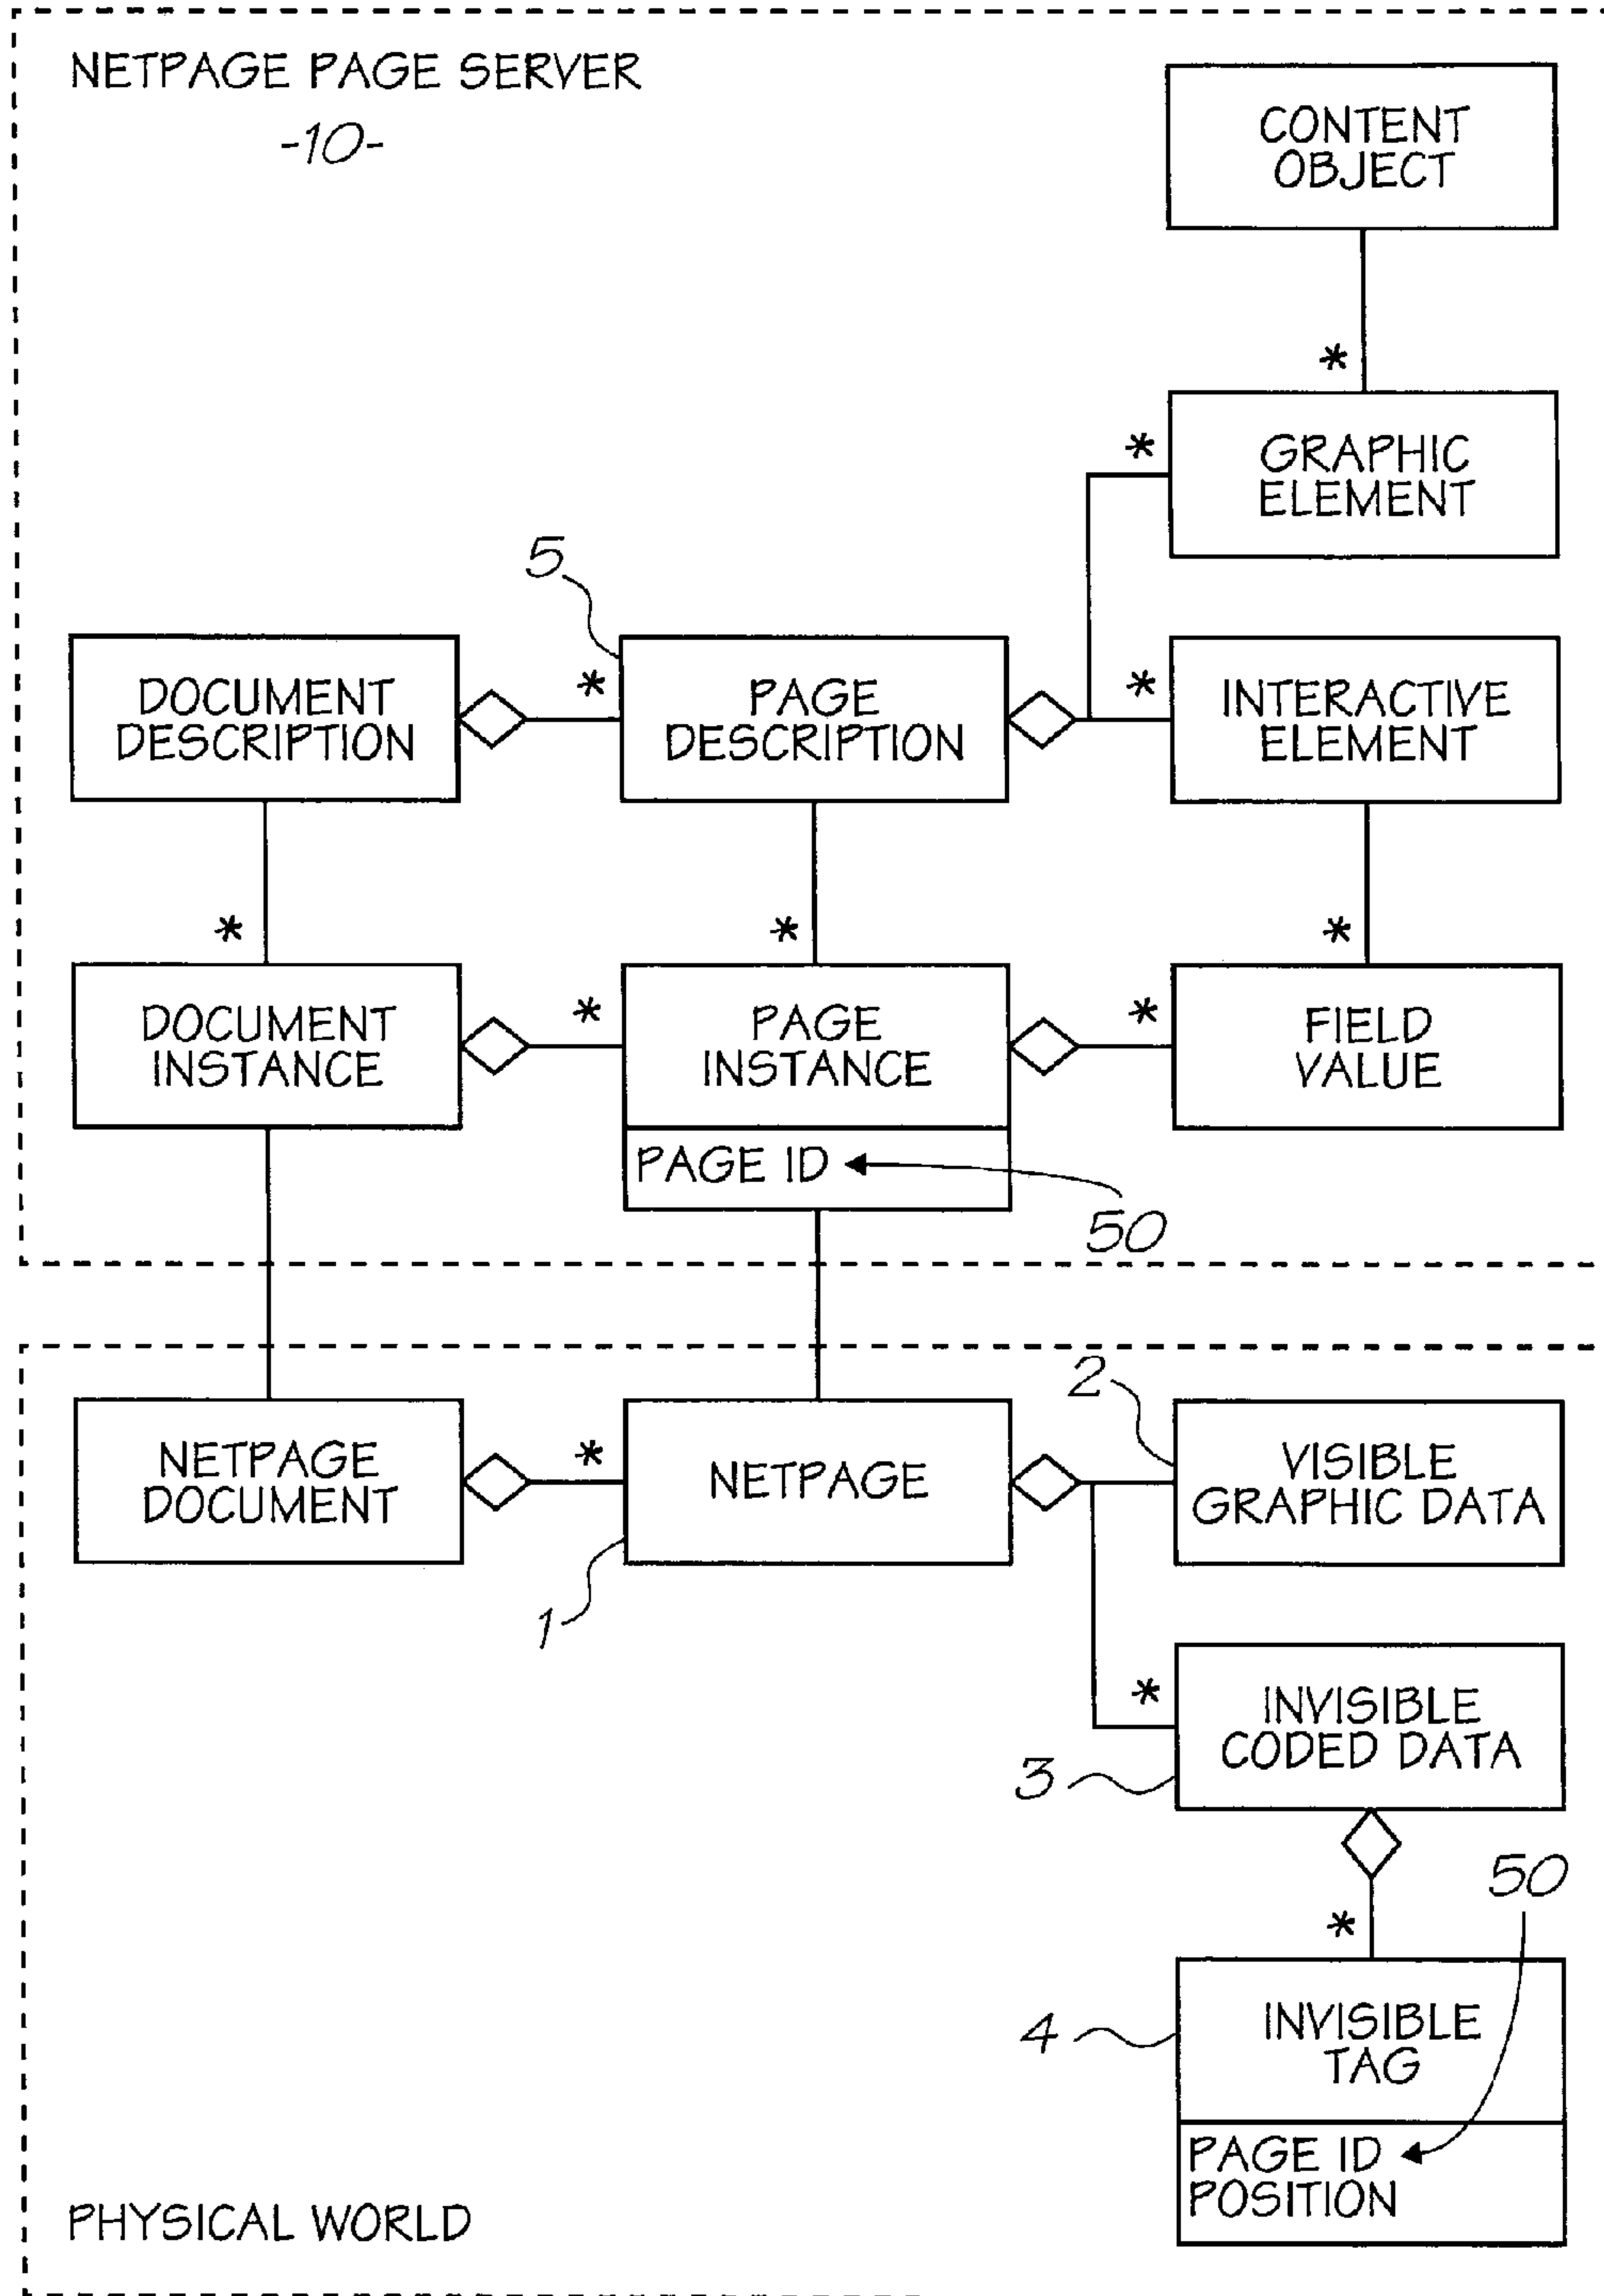 NETPAGE PAGE SERVER
-10-
CONTENT
OBJECT
*
*
GRAPHIC
ELEMENT
5
DOCUMENT
DESCRIPTION
*
PAGE
DESCRIPTION
*
INTERACTIVE
ELEMENT
*
*
*
DOCUMENT
INSTANCE
*
PAGE
INSTANCE
*
FIELD
VALUE
PAGE ID
50
2
NETPAGE
DOCUMENT
*
NETPAGE
VISIBLE
GRAPHIC DATA
1
*
INVISIBLE
CODED DATA
3
50
*
4
INVISIBLE
TAG
PAGE ID
POSITION
PHYSICAL WORLD